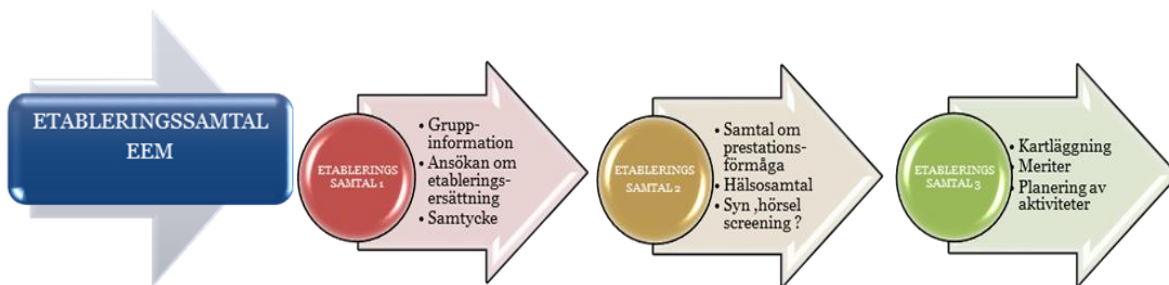 ETABLERINGSSAMTAL
EEM
ETABLERINGS
SAMTAL 1
• Grupp-
information
• Ansökan om
etablerings-
ersättning
• Samtycke
ETABLERINGS
SAMTAL 2
• Samtal om
prestations-
förmåga
• Hälsosamtal
• Syn ,hörsel
screening ?
ETABLERINGS
SAMTAL 3
• Kartläggning
• Meriter
• Planering av
aktiviteter